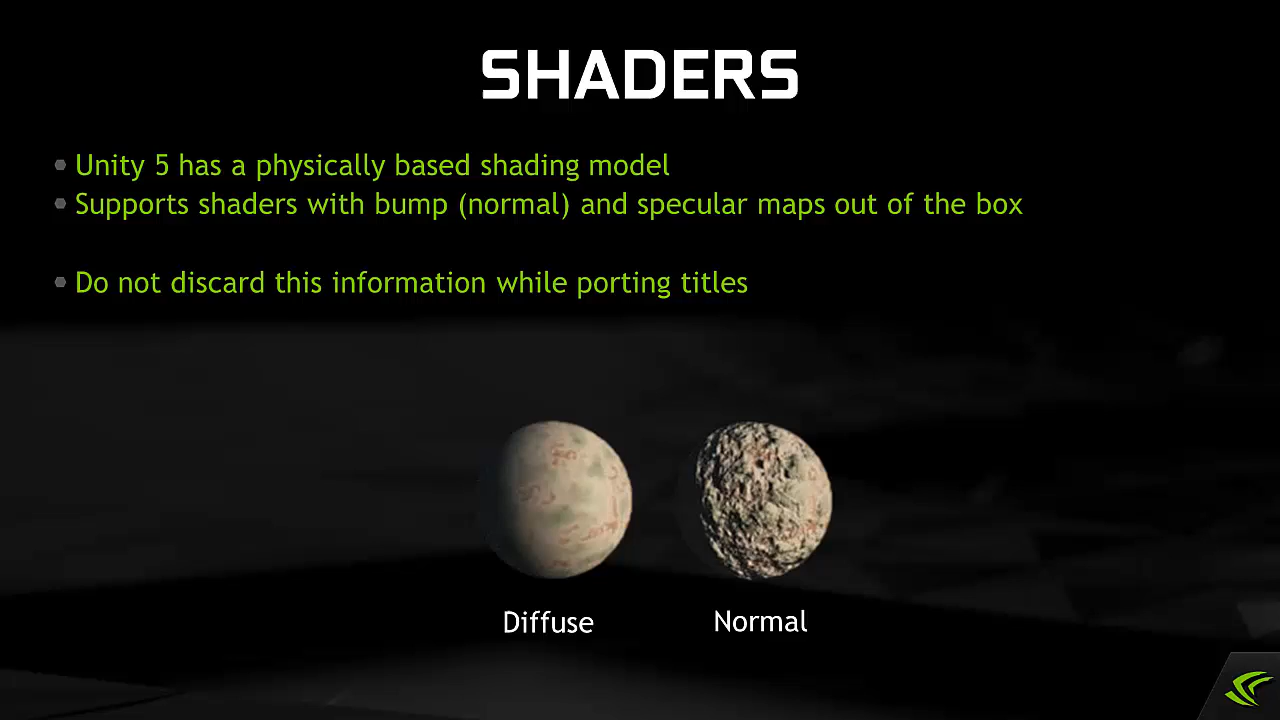 SHADERS
Unity 5 has a physically based shading model
Supports shaders with bump (normal) and specular maps out of the box
Do not discard this information while porting titles
Diffuse
Normal